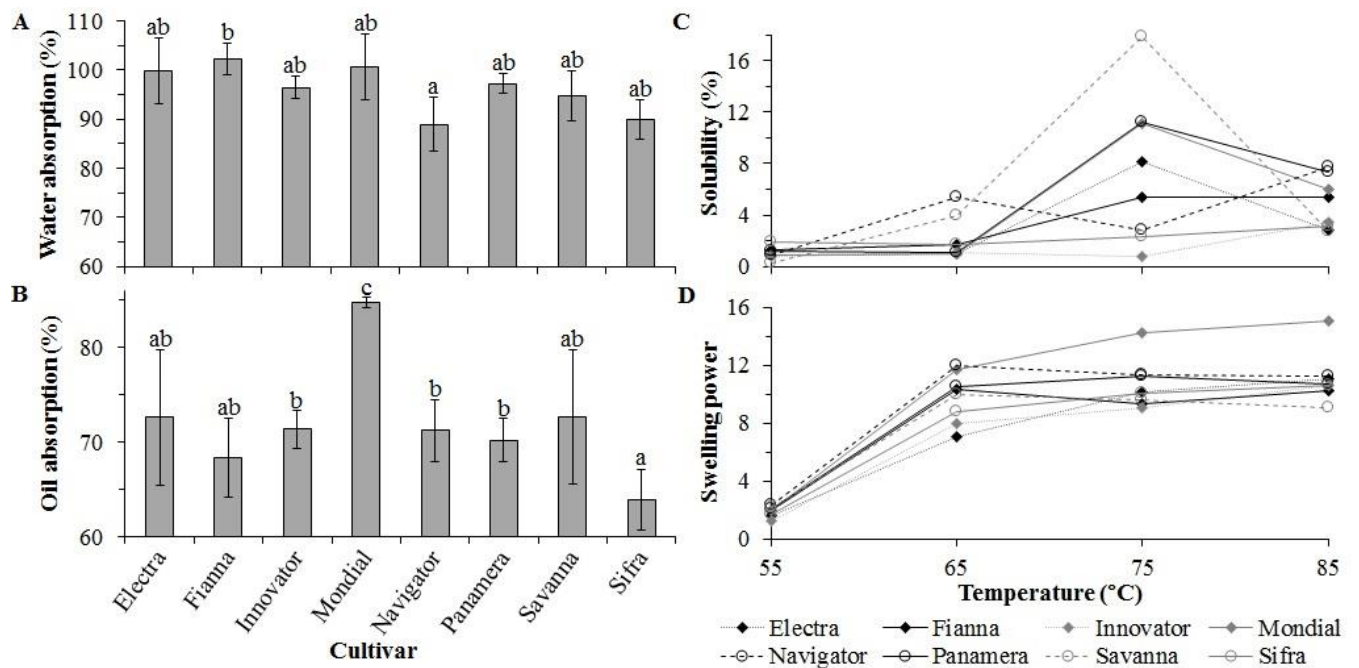 A
Water absorption (%)
110
100
90
80
70
60
ab
b
ab
ab
a
ab
ab
ab
B
Oil absorption (%)
80
70
60
ab
ab
b
c
b
b
ab
a
Electra
Fianna
Innovator
Mondial
Navigator
Panamera
Savanna
Sifra
Cultivar
C
Solubility (%)
16
12
8
4
0
D
Swelling power
16
12
8
4
0
55
65
75
85
Temperature (°C)
Electra
Fianna
Innovator
Mondial
Navigator
Panamera
Savanna
Sifra